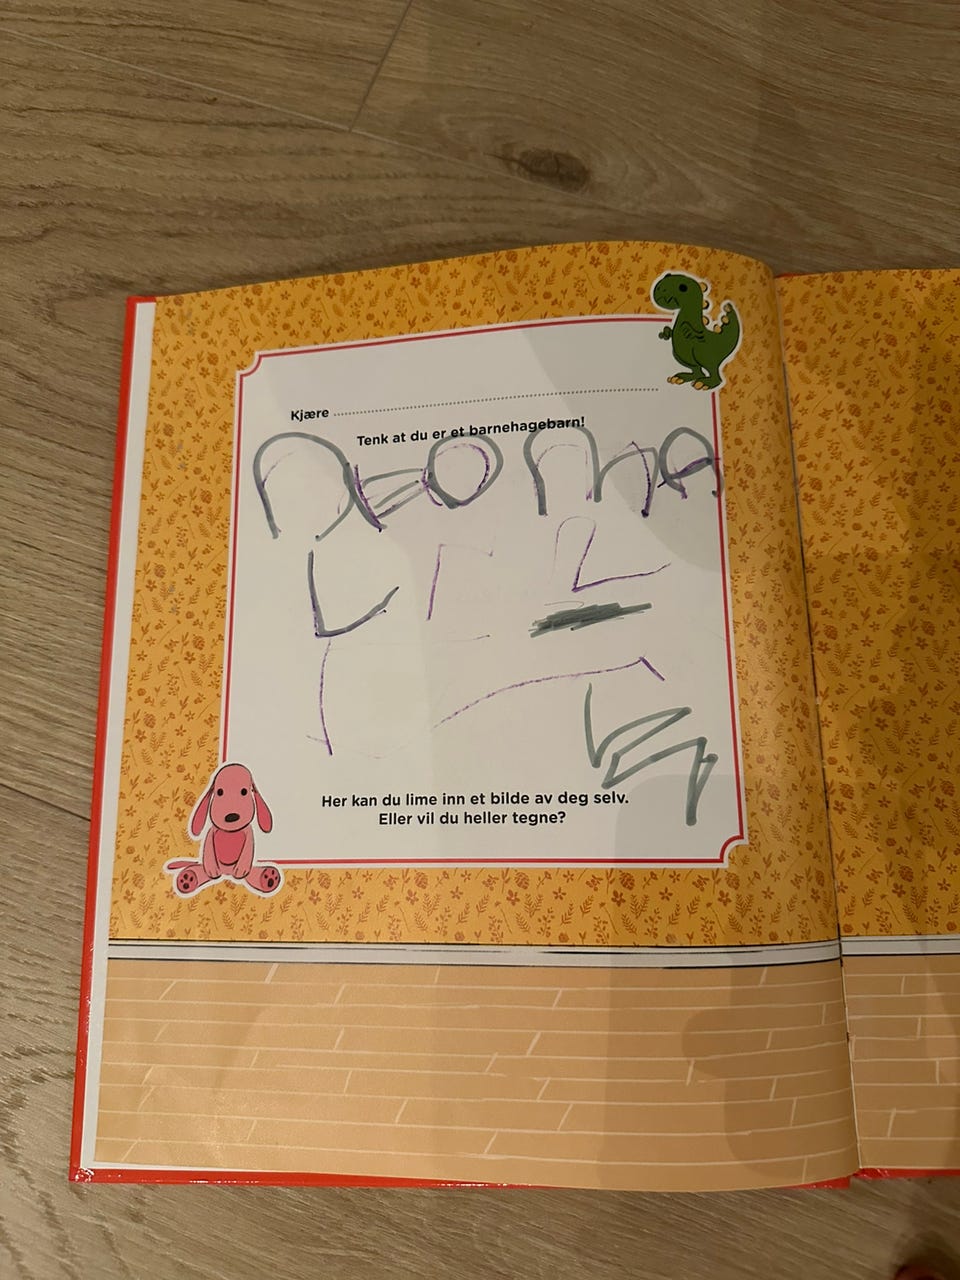 Kjære
Tenk at du er et barnehagebarn!
NEOMA
Her kan du lime inn et bilde av deg selv.
Eller vil du heller tegne?